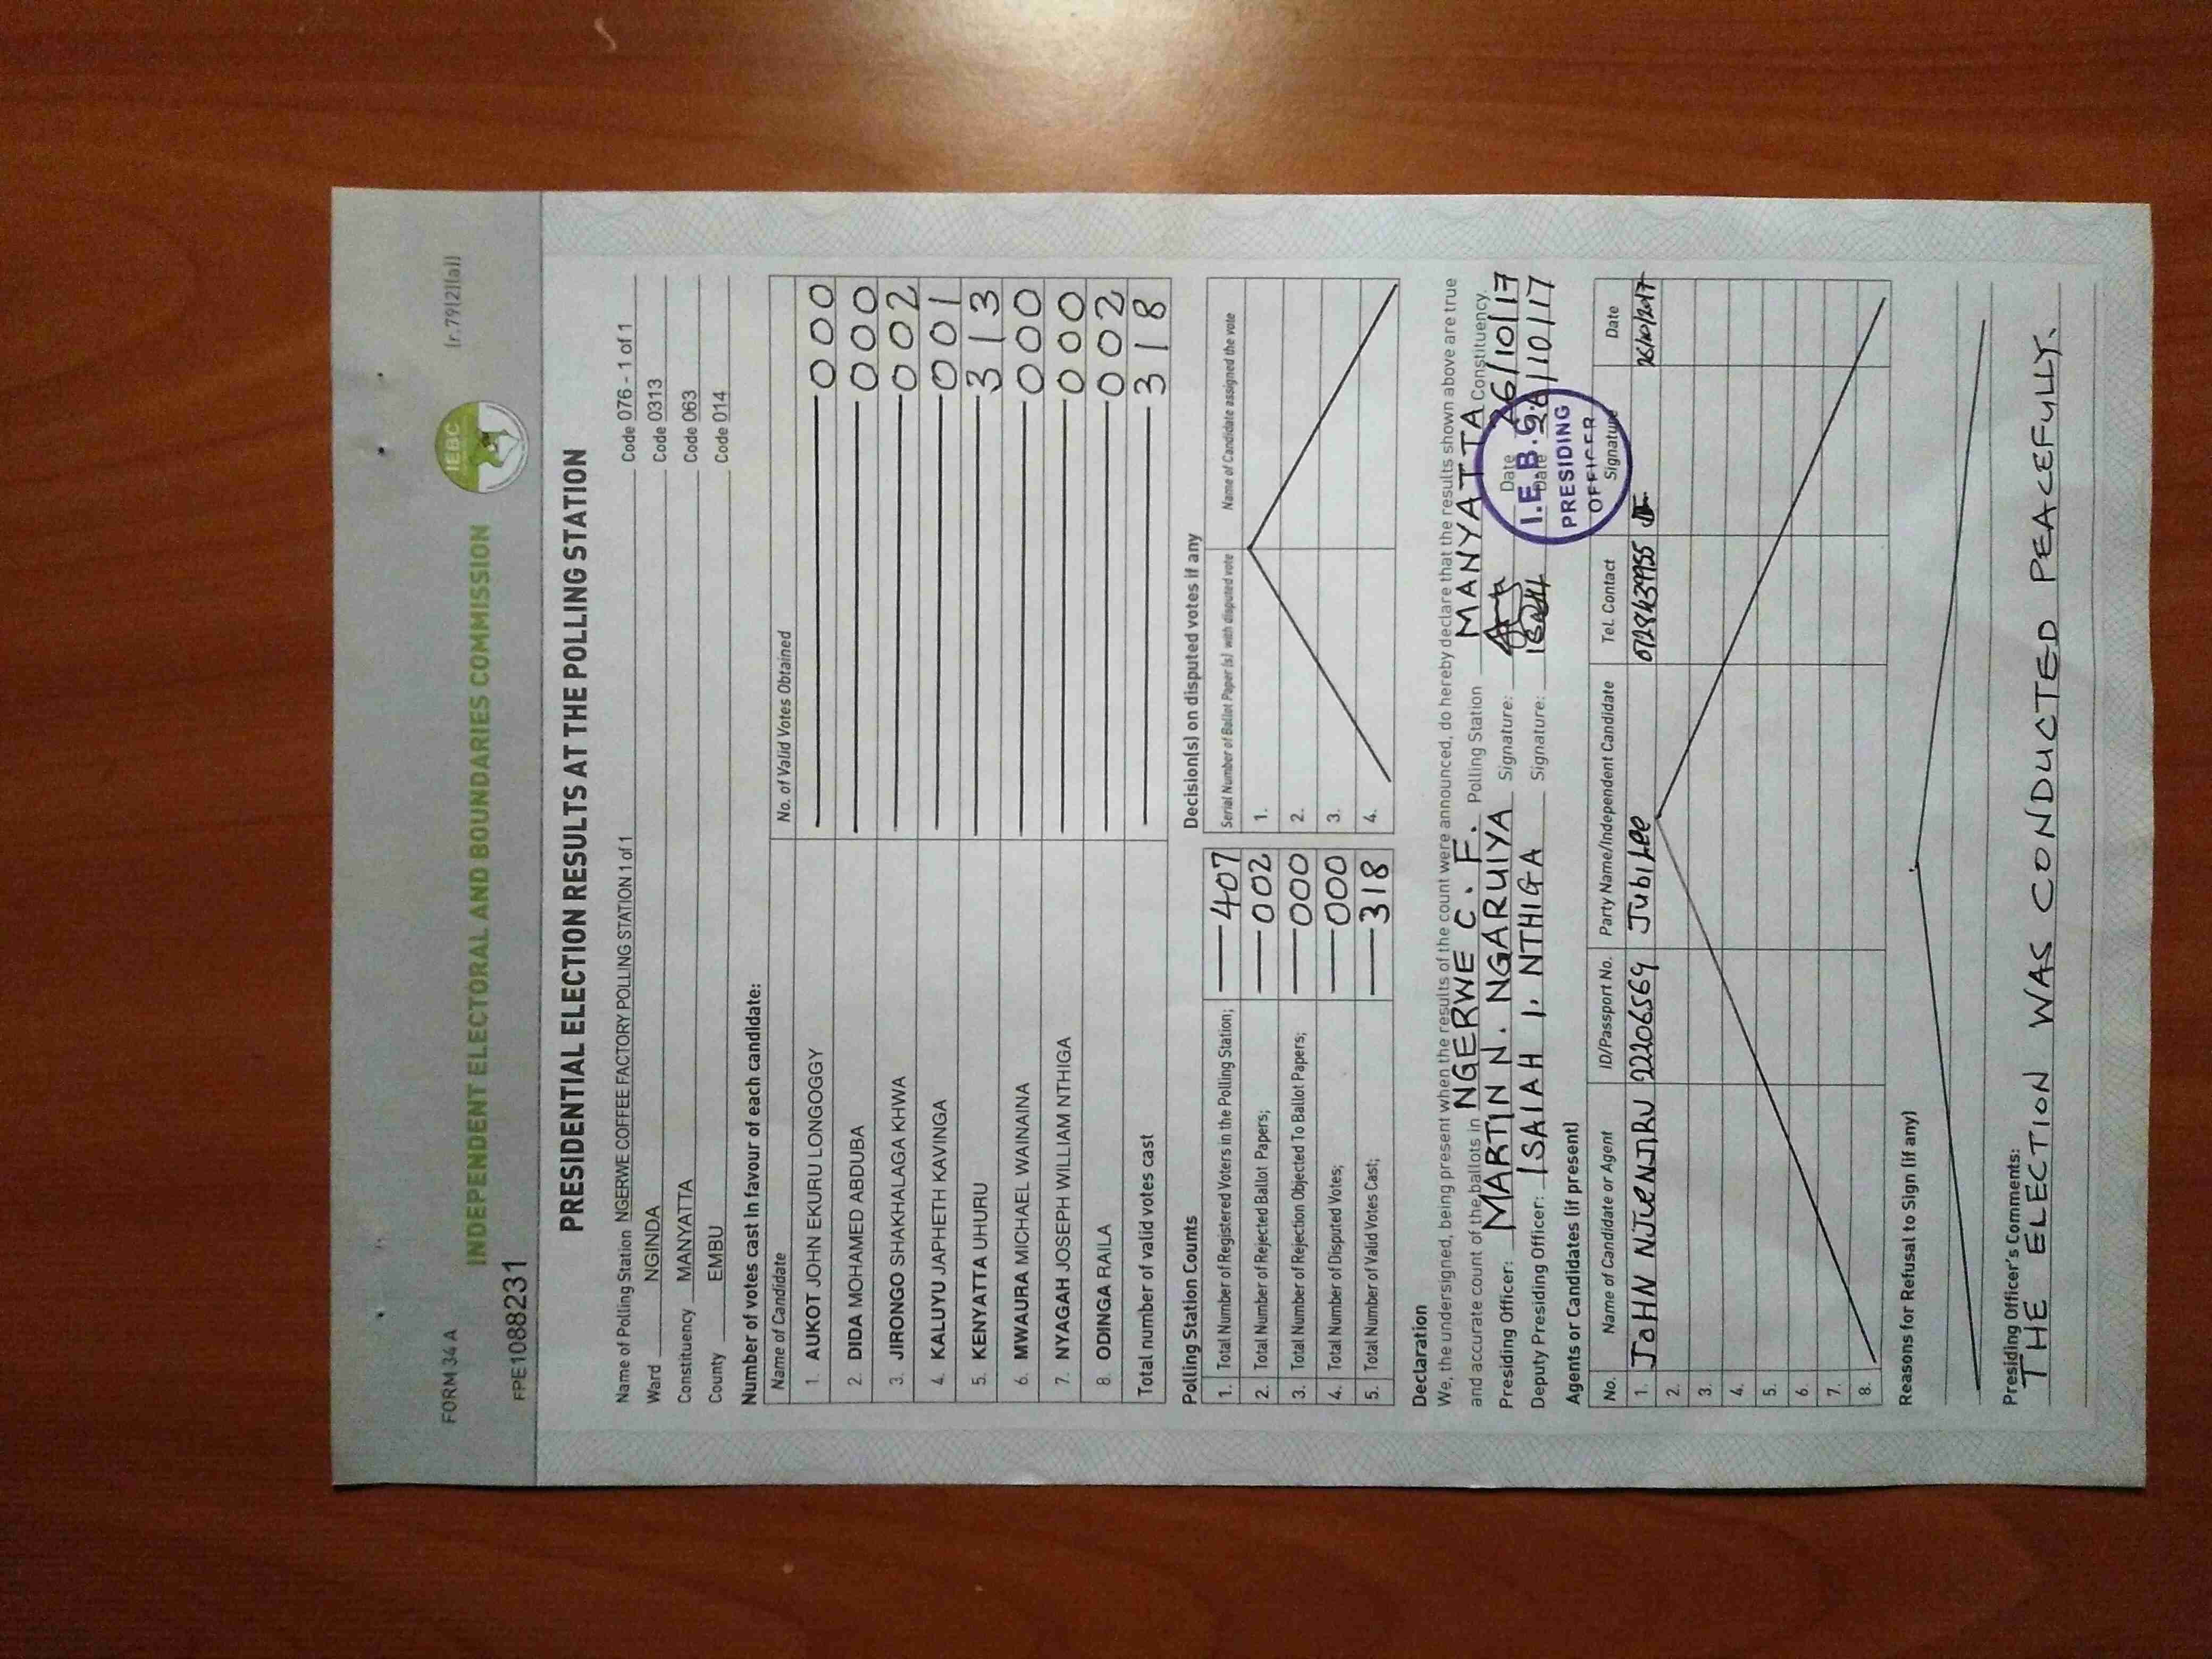 FORM 34 A
(r.79(2)(a))
INDEPENDENT ELECTORAL AND BOUNDARIES COMMISSION
IEBC
FPE1088231
PRESIDENTIAL ELECTION RESULTS AT THE POLLING STATION
Name of Polling Station NGERWE COFFEE FACTORY POLLING STATION 1 of 1 Code 076 - 1 of 1
Ward NGINDA Code 0313
Constituency MANYATTA Code 063
County EMBU Code 014
Number of votes cast in favour of each candidate:
Name of Candidate No. of Valid Votes Obtained
1. AUKOT JOHN EKURU LONGOGGY 000
2. DIDA MOHAMED ABDUBA 000
3. JIRONGO SHAKHALAGA KHWA 002
4. KALUYU JAPHETH KAVINGA 001
5. KENYATTA UHURU 313
6. MWAURA MICHAEL WAINAINA 000
7. NYAGAH JOSEPH WILLIAM NTHIGA 000
8. ODINGA RAILA 002
Total number of valid votes cast 318
Polling Station Counts
1. Total Number of Registered Voters in the Polling Station; 407
2. Total Number of Rejected Ballot Papers; 002
3. Total Number of Rejection Objected To Ballot Papers; 000
4. Total Number of Disputed Votes; 000
5. Total Number of Valid Votes Cast; 318
Decision(s) on disputed votes if any
Serial Number of Ballot Paper(s) with disputed vote Name of Candidate assigned the vote
1.
2.
3.
4.
Declaration
We, the undersigned, being present when the results of the count were announced, do hereby declare that the results shown above are true
and accurate count of the ballots in NGERWE C.F. Polling Station MANYATTA Constituency.
Presiding Officer: MARTIN N. NGARUIYA Signature: Date 26/10/17
Deputy Presiding Officer: ISAIAH I. NTHIGA Signature: Date 26/10/17
I.E.B.C.
PRESIDING
OFFICER
Agents or Candidates (if present)
No. Name of Candidate or Agent ID/Passport No. Party Name/Independent Candidate Tel. Contact Signature Date
1. JOHN NJUE NJIRU 22206569 JubiLee 26/10/2017
2.
3.
4.
5.
6.
7.
8.
Reasons for Refusal to Sign (if any)
Presiding Officer's Comments:
THE ELECTION WAS CONDUCTED PEACEFULLY.